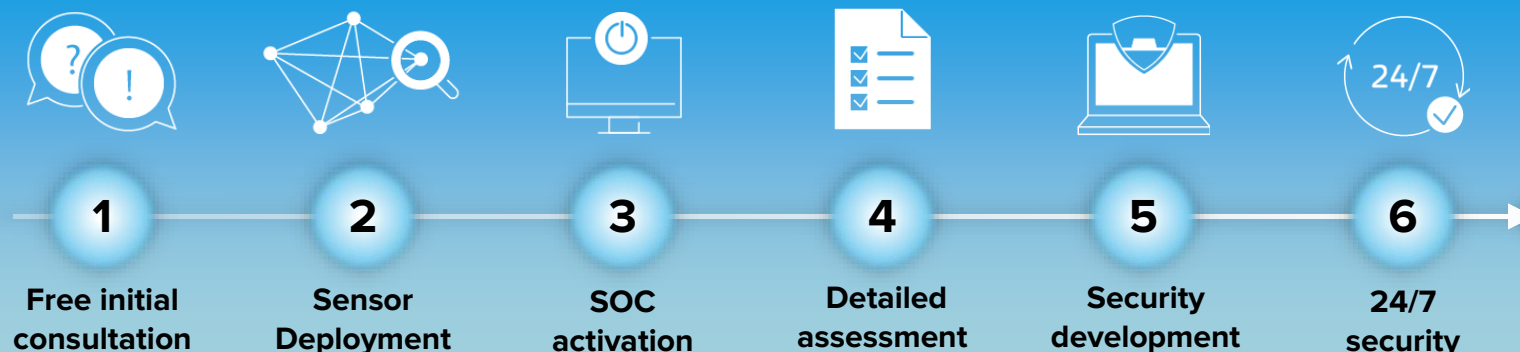 ?
!
24/7
1
2
3
4
5
6
Free initial
consultation
Sensor
Deployment
SOC
activation
Detailed
assessment
Security
development
24/7
security